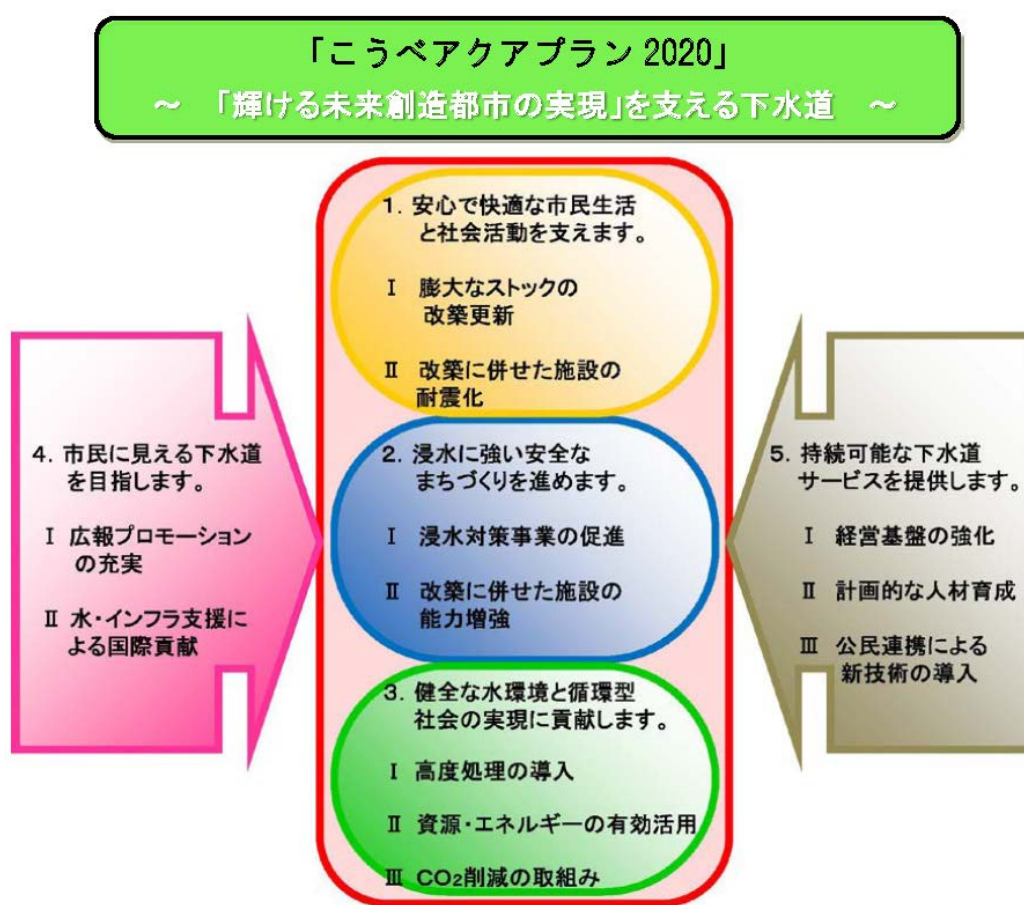 「こうべアクアプラン 2020」
～ 「輝ける未来創造都市の実現」を支える下水道 ～
1. 安心で快適な市民生活
と社会活動を支えます。
Ⅰ 膨大なストックの
改築更新
Ⅱ 改築に併せた施設の
耐震化
2. 浸水に強い安全な
まちづくりを進めます。
Ⅰ 浸水対策事業の促進
Ⅱ 改築に併せた施設の
能力増強
3. 健全な水環境と循環型
社会の実現に貢献します。
Ⅰ 高度処理の導入
Ⅱ 資源・エネルギーの有効活用
Ⅲ CO₂削減の取組み
4. 市民に見える下水道
を目指します。
Ⅰ 広報プロモーション
の充実
Ⅱ 水・インフラ支援に
よる国際貢献
5. 持続可能な下水道
サービスを提供します。
Ⅰ 経営基盤の強化
Ⅱ 計画的な人材育成
Ⅲ 公民連携による
新技術の導入